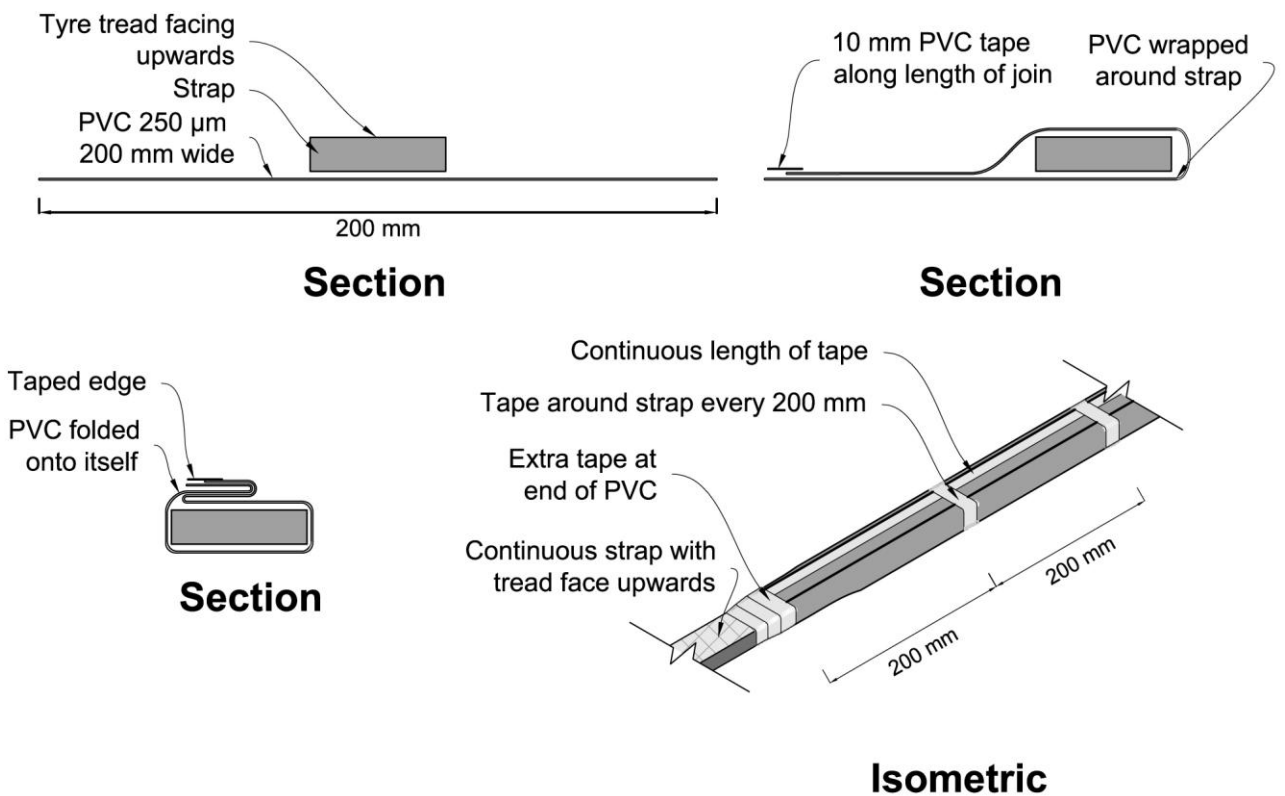 Tyre tread facing
upwards
Strap
PVC 250 µm
200 mm wide
200 mm
Section
10 mm PVC tape
along length of join
PVC wrapped
around strap
Section
Taped edge
PVC folded
onto itself
Section
Continuous length of tape
Tape around strap every 200 mm
Extra tape at
end of PVC
Continuous strap with
tread face upwards
200 mm
200 mm
Isometric